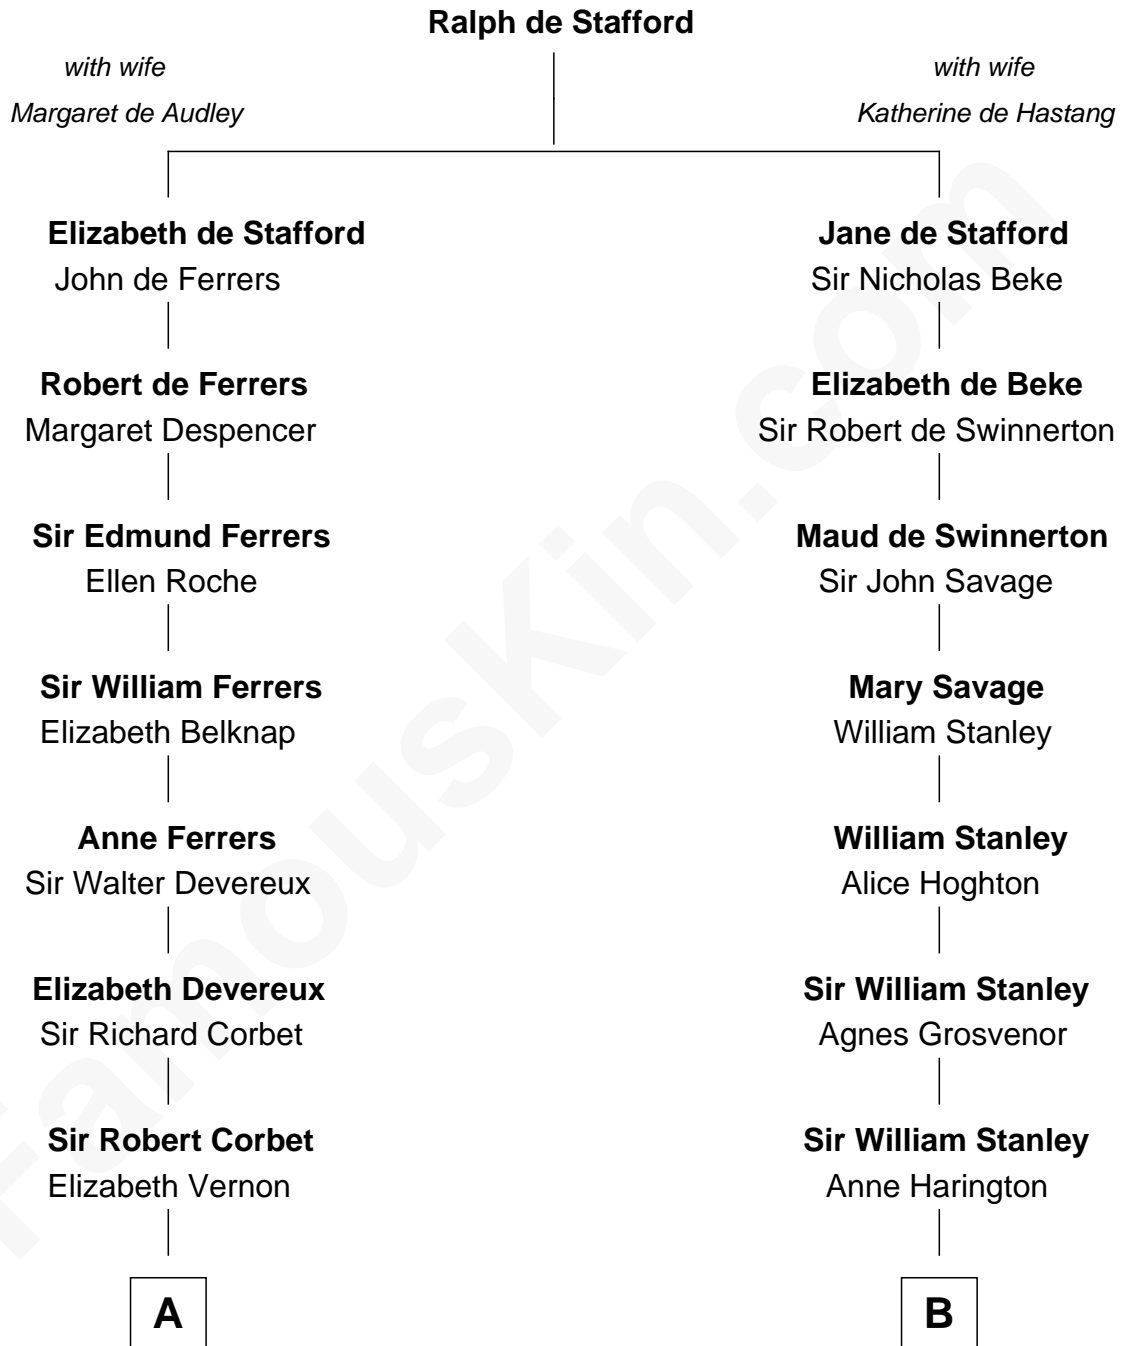 Ralph de Stafford
with wife
Margaret de Audley
with wife
Katherine de Hastang
Elizabeth de Stafford
John de Ferrers
Jane de Stafford
Sir Nicholas Beke
Robert de Ferrers
Margaret Despencer
Elizabeth de Beke
Sir Robert de Swinnerton
Sir Edmund Ferrers
Ellen Roche
Maud de Swinnerton
Sir John Savage
Sir William Ferrers
Elizabeth Belknap
Mary Savage
William Stanley
Anne Ferrers
Sir Walter Devereux
William Stanley
Alice Hoghton
Elizabeth Devereux
Sir Richard Corbet
Sir William Stanley
Agnes Grosvenor
Sir Robert Corbet
Elizabeth Vernon
Sir William Stanley
Anne Harington
A
B
FamousKin.com